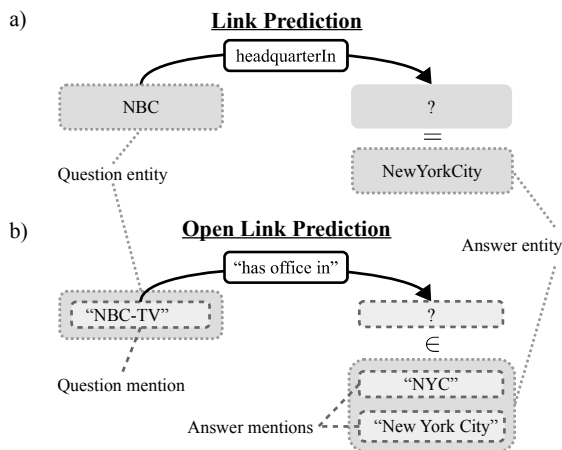 a)
Link Prediction
headquarterIn
NBC
?
=
Question entity
NewYorkCity
b)
Open Link Prediction
Answer entity
“has office in”
“NBC-TV”
?
∈
Question mention
“NYC”
Answer mentions
“New York City”